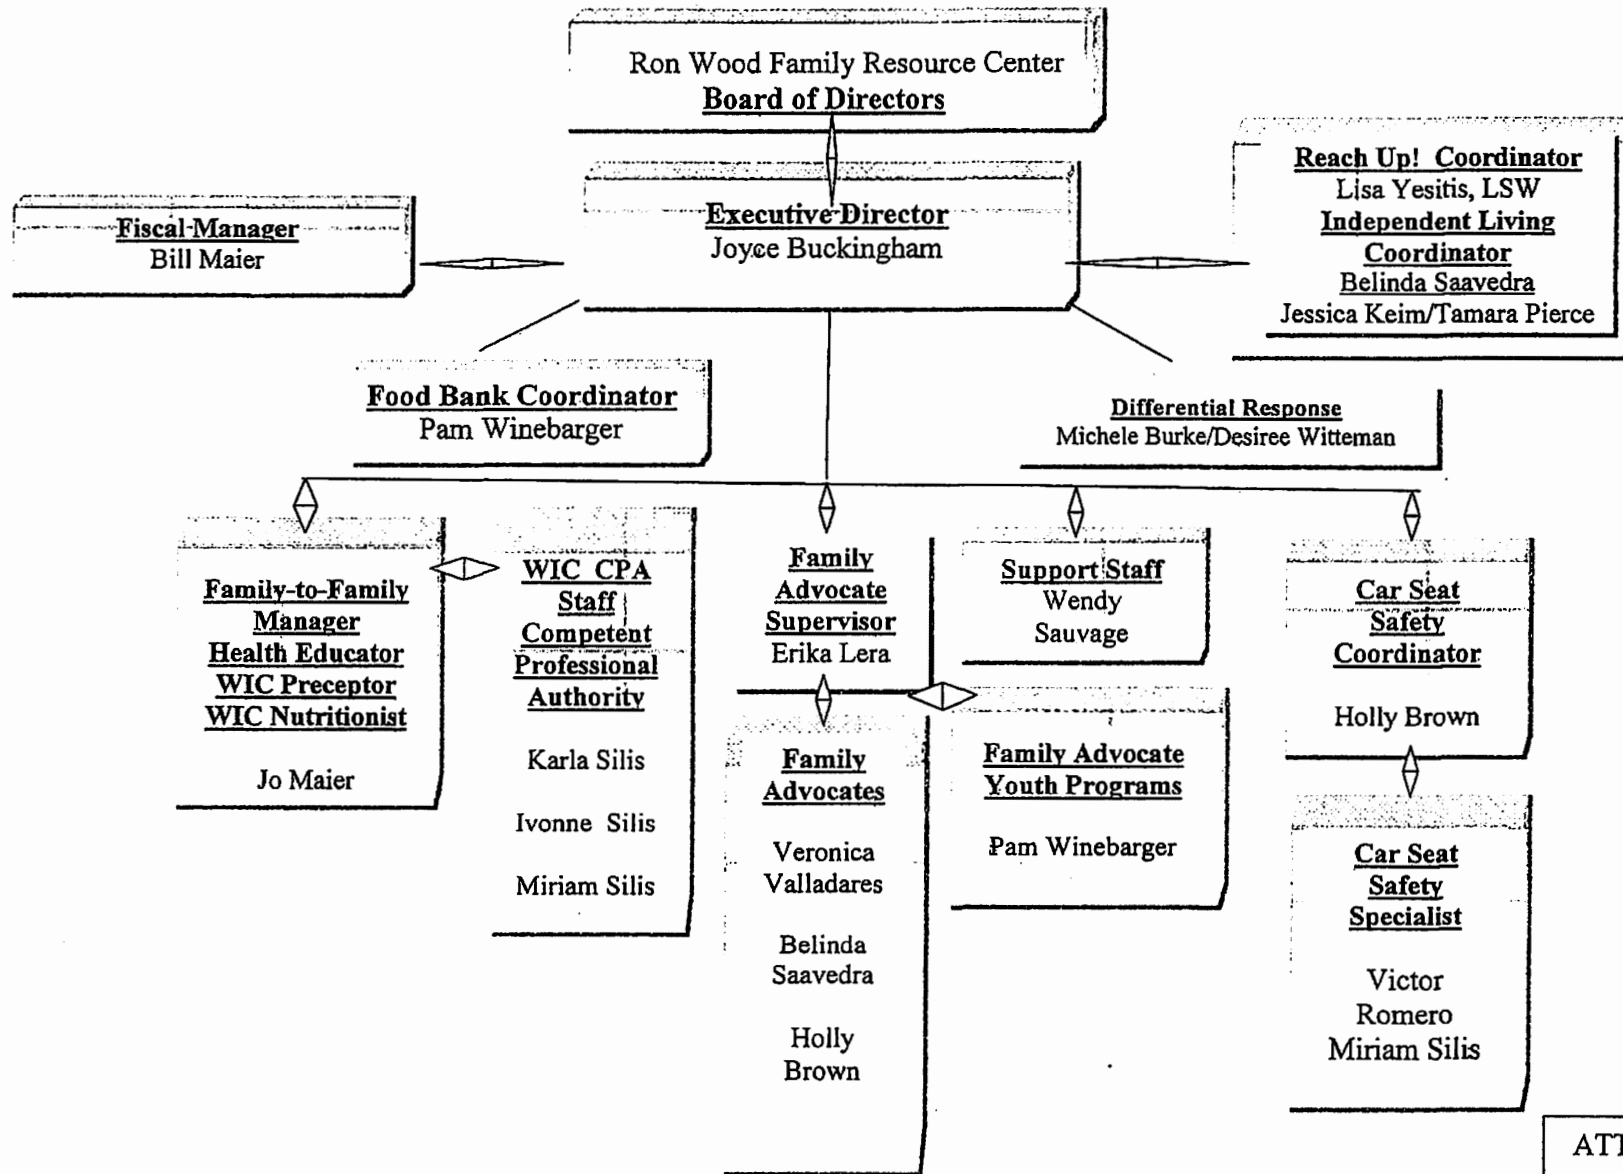 Ron Wood Family Resource Center
Board of Directors
Executive Director
Joyce Buckingham
Fiscal Manager
Bill Maier
Reach Up! Coordinator
Lisa Yesitis, LSW
Independent Living
Coordinator
Belinda Saavedra
Jessica Keim/Tamara Pierce
Food Bank Coordinator
Pam Winebarger
Differential Response
Michele Burke/Desiree Witteman
Family-to-Family
Manager
Health Educator
WIC Preceptor
WIC Nutritionist
Jo Maier
WIC CPA
Staff
Competent
Professional
Authority
Karla Silis
Ivonne Silis
Miriam Silis
Family
Advocate
Supervisor
Erika Lera
Support Staff
Wendy
Sauvage
Car Seat
Safety
Coordinator
Holly Brown
Family
Advocates
Veronica
Valladares
Belinda
Saavedra
Holly
Brown
Family Advocate
Youth Programs
Pam Winebarger
Car Seat
Safety
Specialist
Victor
Romero
Miriam Silis